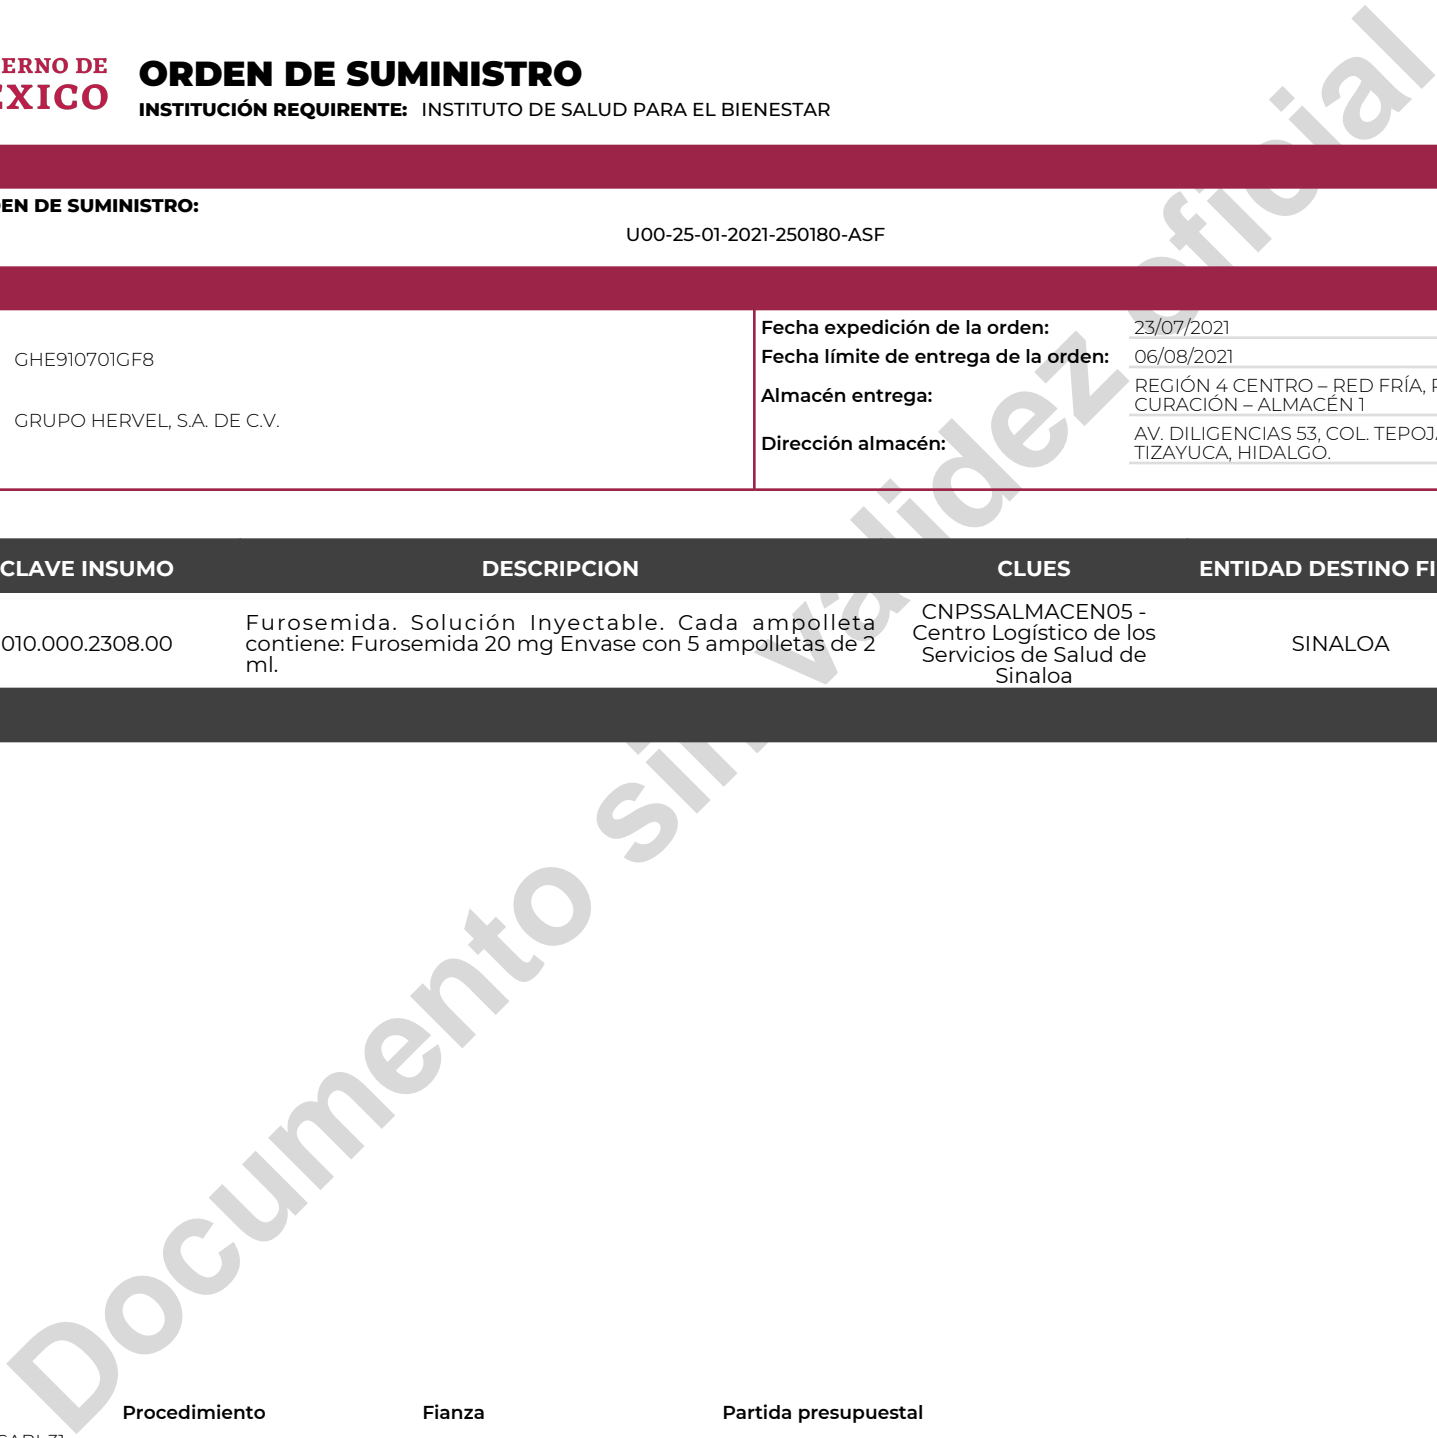 ERNO DE
ÉXICO
ORDEN DE SUMINISTRO
INSTITUCIÓN REQUIRENTE: INSTITUTO DE SALUD PARA EL BIENESTAR
EN DE SUMINISTRO:
U00-25-01-2021-250180-ASF
GHE910701GF8
GRUPO HERVEL, S.A. DE C.V.
Fecha expedición de la orden: 23/07/2021
Fecha límite de entrega de la orden: 06/08/2021
Almacén entrega: REGIÓN 4 CENTRO – RED FRÍA,
CURACIÓN – ALMACÉN 1
Dirección almacén: AV. DILIGENCIAS 53, COL. TEPOJ
TIZAYUCA, HIDALGO.
CLAVE INSUMO DESCRIPCION CLUES ENTIDAD DESTINO FI
010.000.2308.00
Furosemida. Solución Inyectable. Cada ampolleta
contiene: Furosemida 20 mg Envase con 5 ampolletas de 2
ml.
CNPSSALMACEN05 -
Centro Logístico de los
Servicios de Salud de
Sinaloa
SINALOA
Documento sin validez oficial
Procedimiento Fianza Partida presupuestal